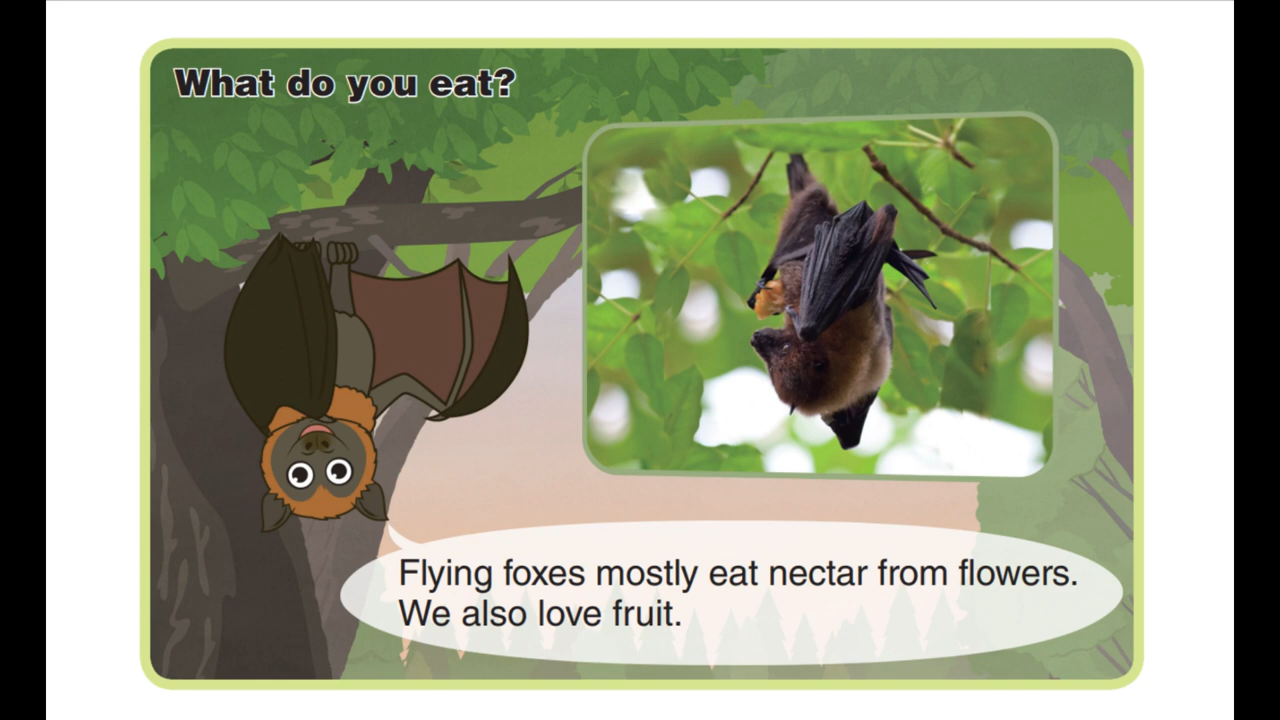 What do you eat?
Flying foxes mostly eat nectar from flowers.
We also love fruit.